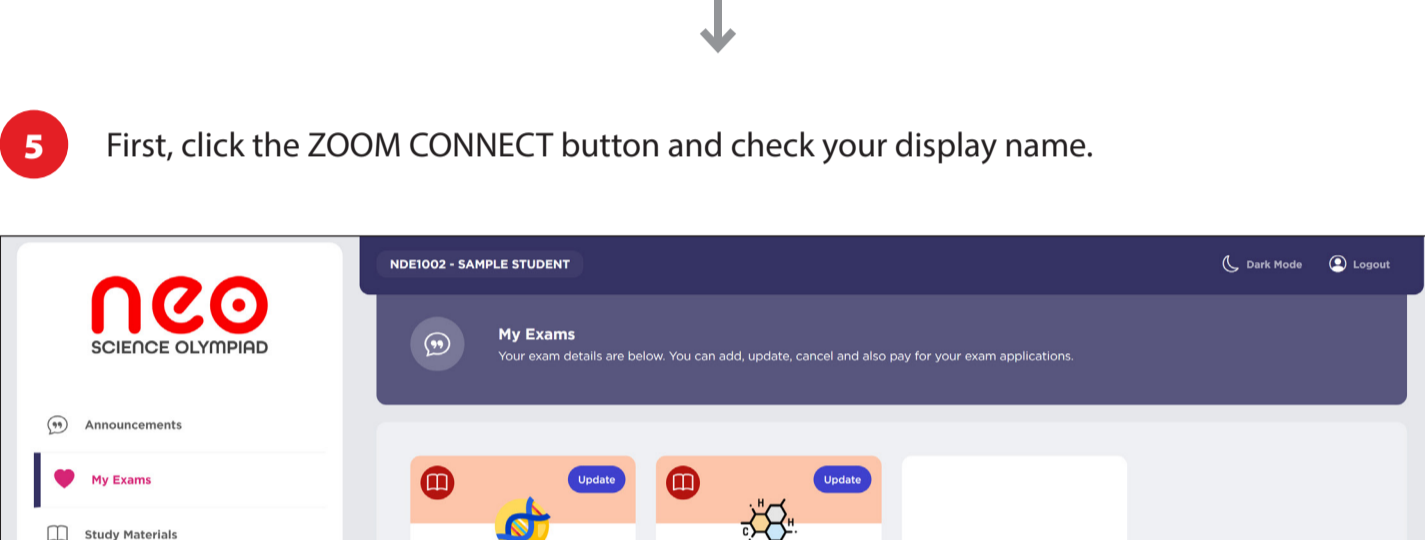 5 First, click the ZOOM CONNECT button and check your display name.
NDE1002 - SAMPLE STUDENT
Dark Mode
Logout
neo
SCIENCE OLYMPIAD
My Exams
Your exam details are below. You can add, update, cancel and also pay for your exam applications.
Announcements
My Exams
Study Materials
Update
Update
H
H
C